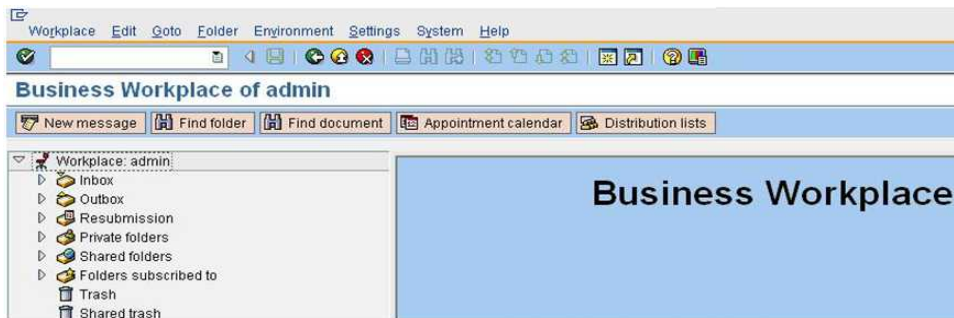 Workplace Edit Goto Folder Environment Settings System Help
Business Workplace of admin
New message Find folder Find document Appointment calendar Distribution lists
Workplace: admin
Inbox
Outbox
Resubmission
Private folders
Shared folders
Folders subscribed to
Trash
Shared trash
Business Workplace